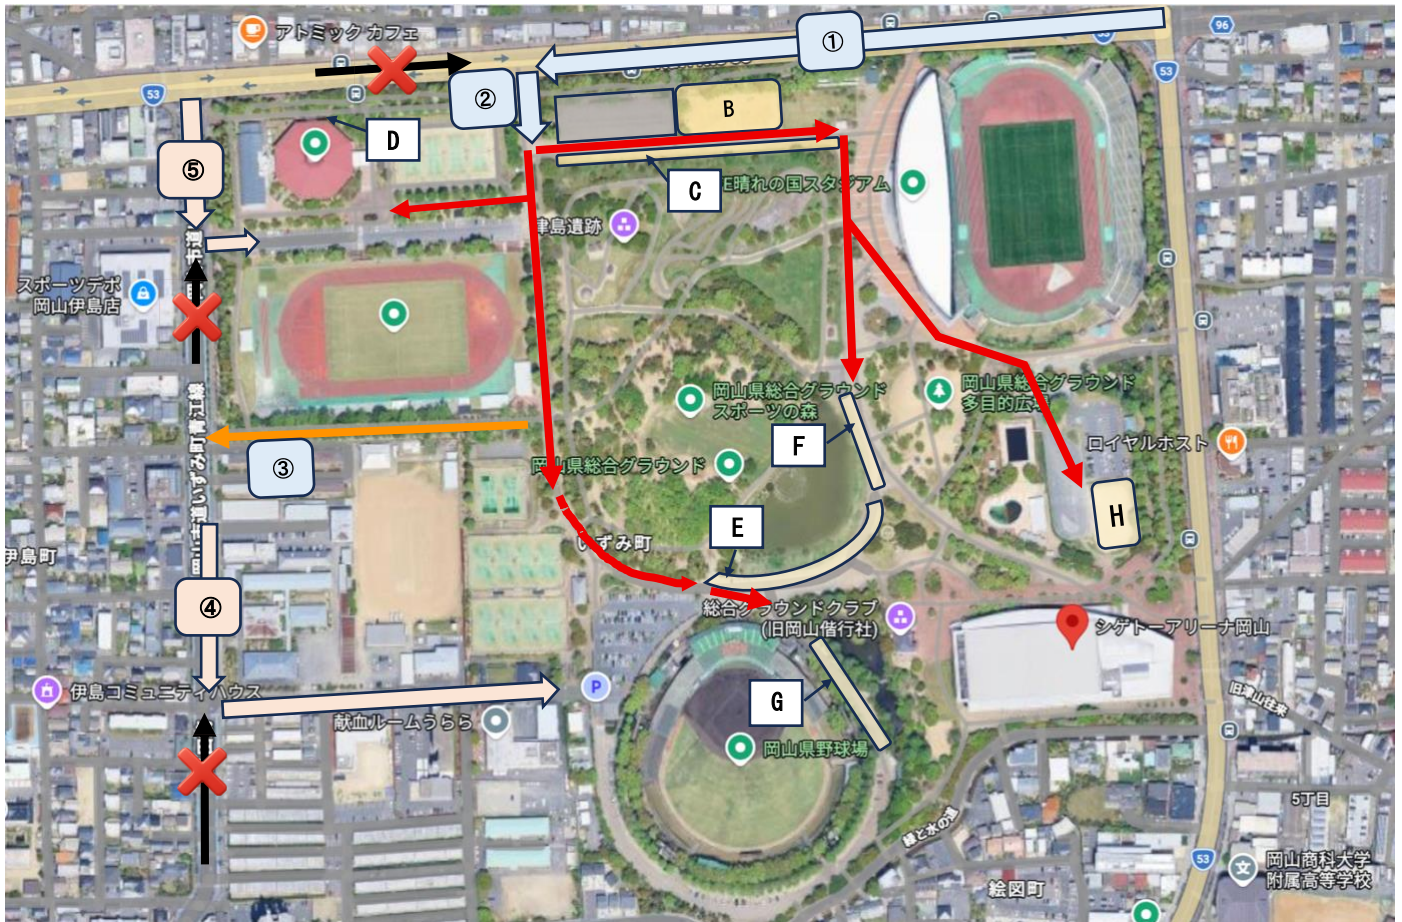 アトミック カフェ
①
96
53
53
②
B
53
D
⑤
C
E晴れの国スタジアム
津島遺跡
市道
スポーツデポ
岡山伊島店
岡山県総合グラウンド
スポーツの森
岡山県総合グラウンド
多目的広場
F
ロイヤルホスト
岡山県総合グラウンド
③
H
E
いずみ町
伊島町
④
総合グラウンドクラブ
(旧岡山偕行社)
シゲトーアリーナ岡山
伊島コミュニティハウス
P
G
旧津山往来
献血ルームうらら
岡山県野球場
5丁目
緑と水の道
53
岡山商科大学
附属高等学校
絵図町